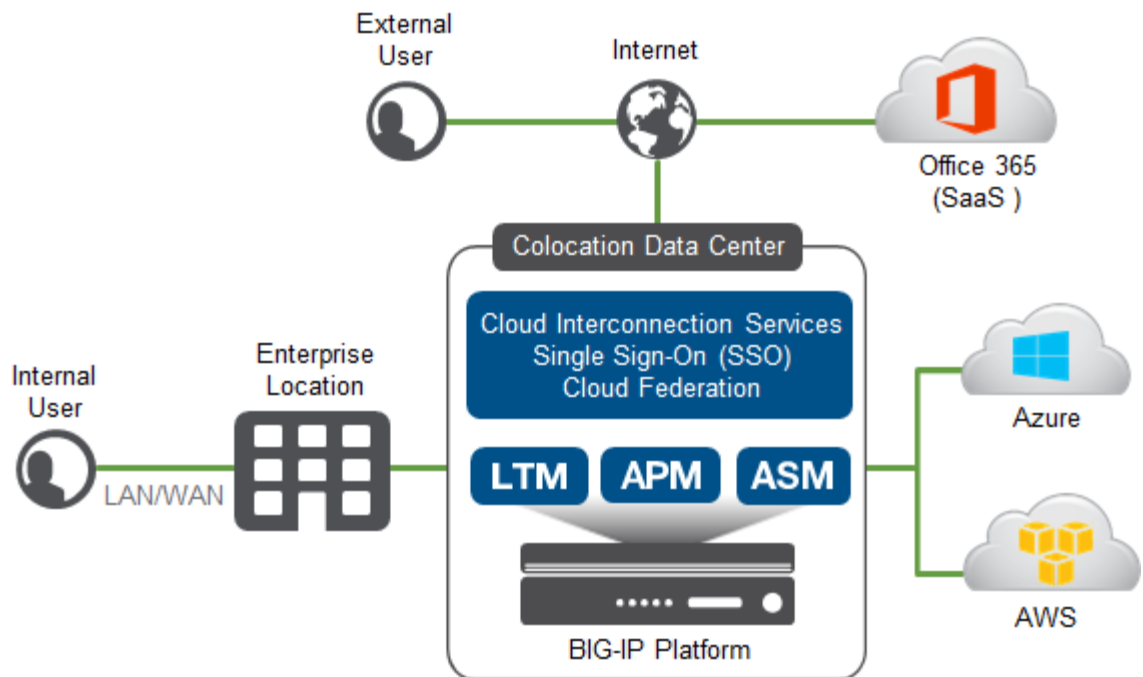 External
User
Internet
Office 365
(SaaS )
Colocation Data Center
Cloud Interconnection Services
Single Sign-On (SSO)
Cloud Federation
Internal
User
LAN/WAN
Enterprise
Location
LTM
APM
ASM
BIG-IP Platform
Azure
AWS